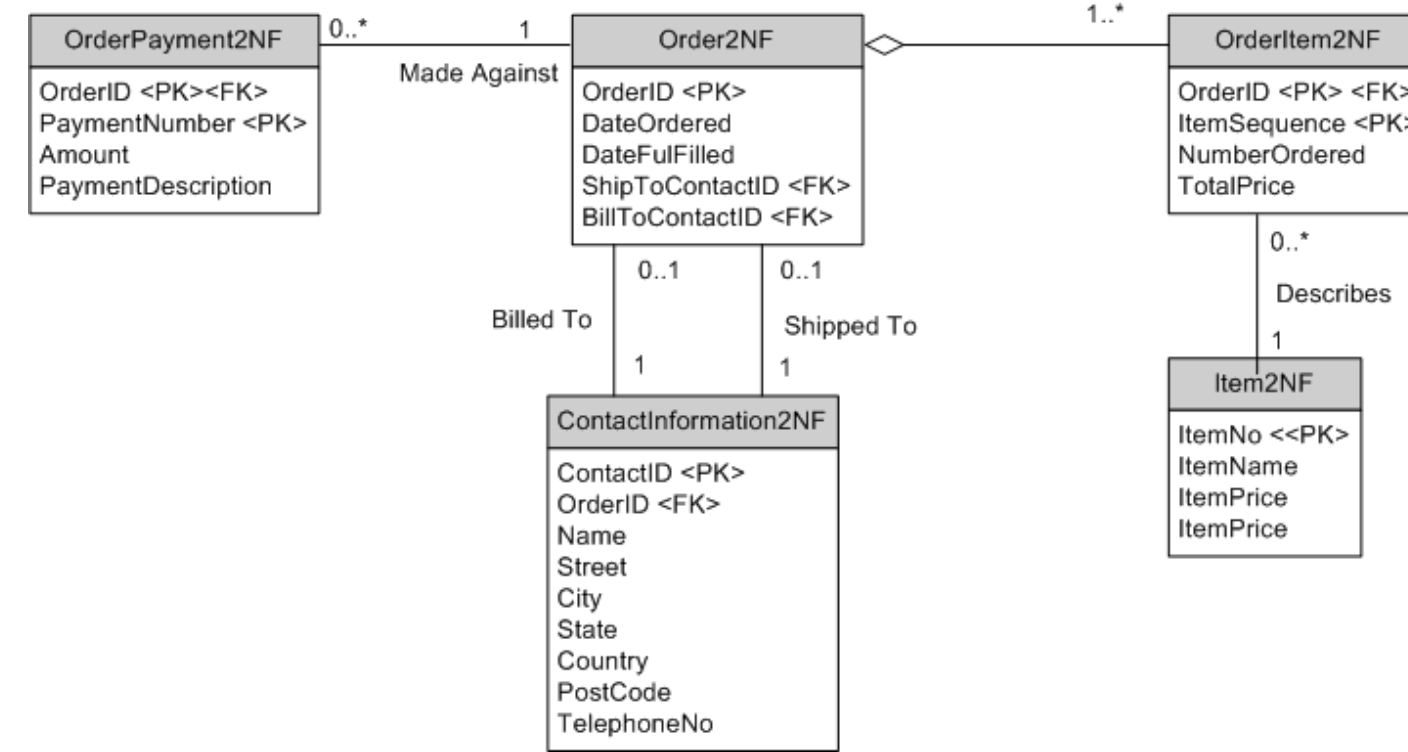 OrderPayment2NF
OrderID <PK><FK>
PaymentNumber <PK>
Amount
PaymentDescription
0..*
1
Made Against
Order2NF
OrderID <PK>
DateOrdered
DateFulFilled
ShipToContactID <FK>
BillToContactID <FK>
1..*
OrderItem2NF
OrderID <PK> <FK>
ItemSequence <PK>
NumberOrdered
TotalPrice
0..1
Billed To
1
0..1
Shipped To
1
0..*
Describes
1
ContactInformation2NF
ContactID <PK>
OrderID <FK>
Name
Street
City
State
Country
PostCode
TelephoneNo
Item2NF
ItemNo <<PK>
ItemName
ItemPrice
ItemPrice